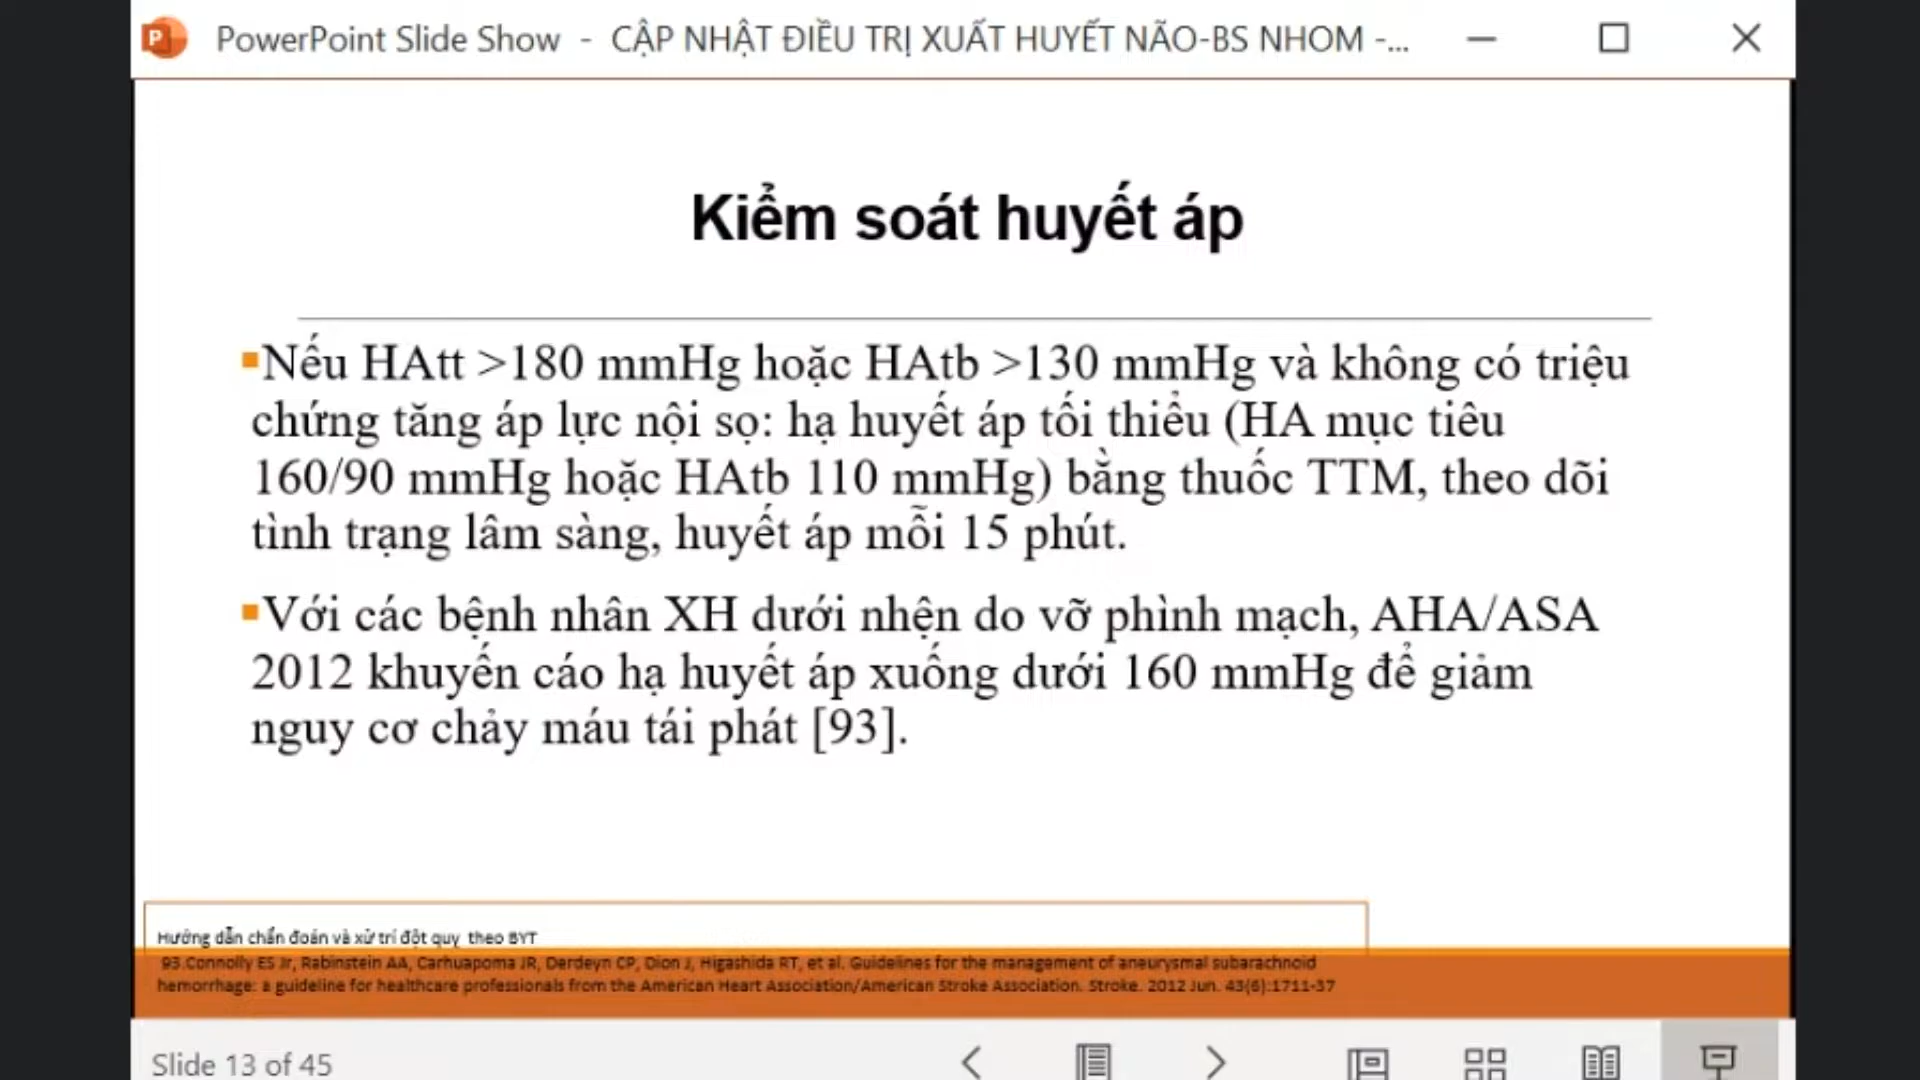 PowerPoint Slide Show - CẬP NHẬT ĐIỀU TRỊ XUẤT HUYẾT NÃO-BS NHOM -...
Kiểm soát huyết áp
Nếu HAtt >180 mmHg hoặc HAtb >130 mmHg và không có triệu
chứng tăng áp lực nội sọ: hạ huyết áp tối thiểu (HA mục tiêu
160/90 mmHg hoặc HAtb 110 mmHg) bằng thuốc TTM, theo dõi
tình trạng lâm sàng, huyết áp mỗi 15 phút.
Với các bệnh nhân XH dưới nhện do vỡ phình mạch, AHA/ASA
2012 khuyến cáo hạ huyết áp xuống dưới 160 mmHg để giảm
nguy cơ chảy máu tái phát [93].
Hướng dẫn chẩn đoán và xử trí đột quỵ theo BYT
93.Connolly ES Jr, Rabinstein AA, Carhuapoma JR, Derdeyn CP, Dion J, Higashida RT, et al. Guidelines for the management of aneurysmal subarachnoid
hemorrhage: a guideline for healthcare professionals from the American Heart Association/American Stroke Association. Stroke. 2012 Jun. 43(6):1711-37
Slide 13 of 45